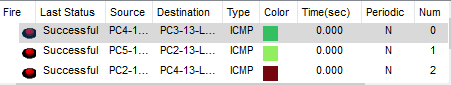 Fire Last Status Source Destination Type Color Time(sec) Periodic Num
Successful PC4-1... PC3-13-L... ICMP 0.000 N 0
Successful PC5-1... PC2-13-L... ICMP 0.000 N 1
Successful PC2-1... PC4-13-L... ICMP 0.000 N 2